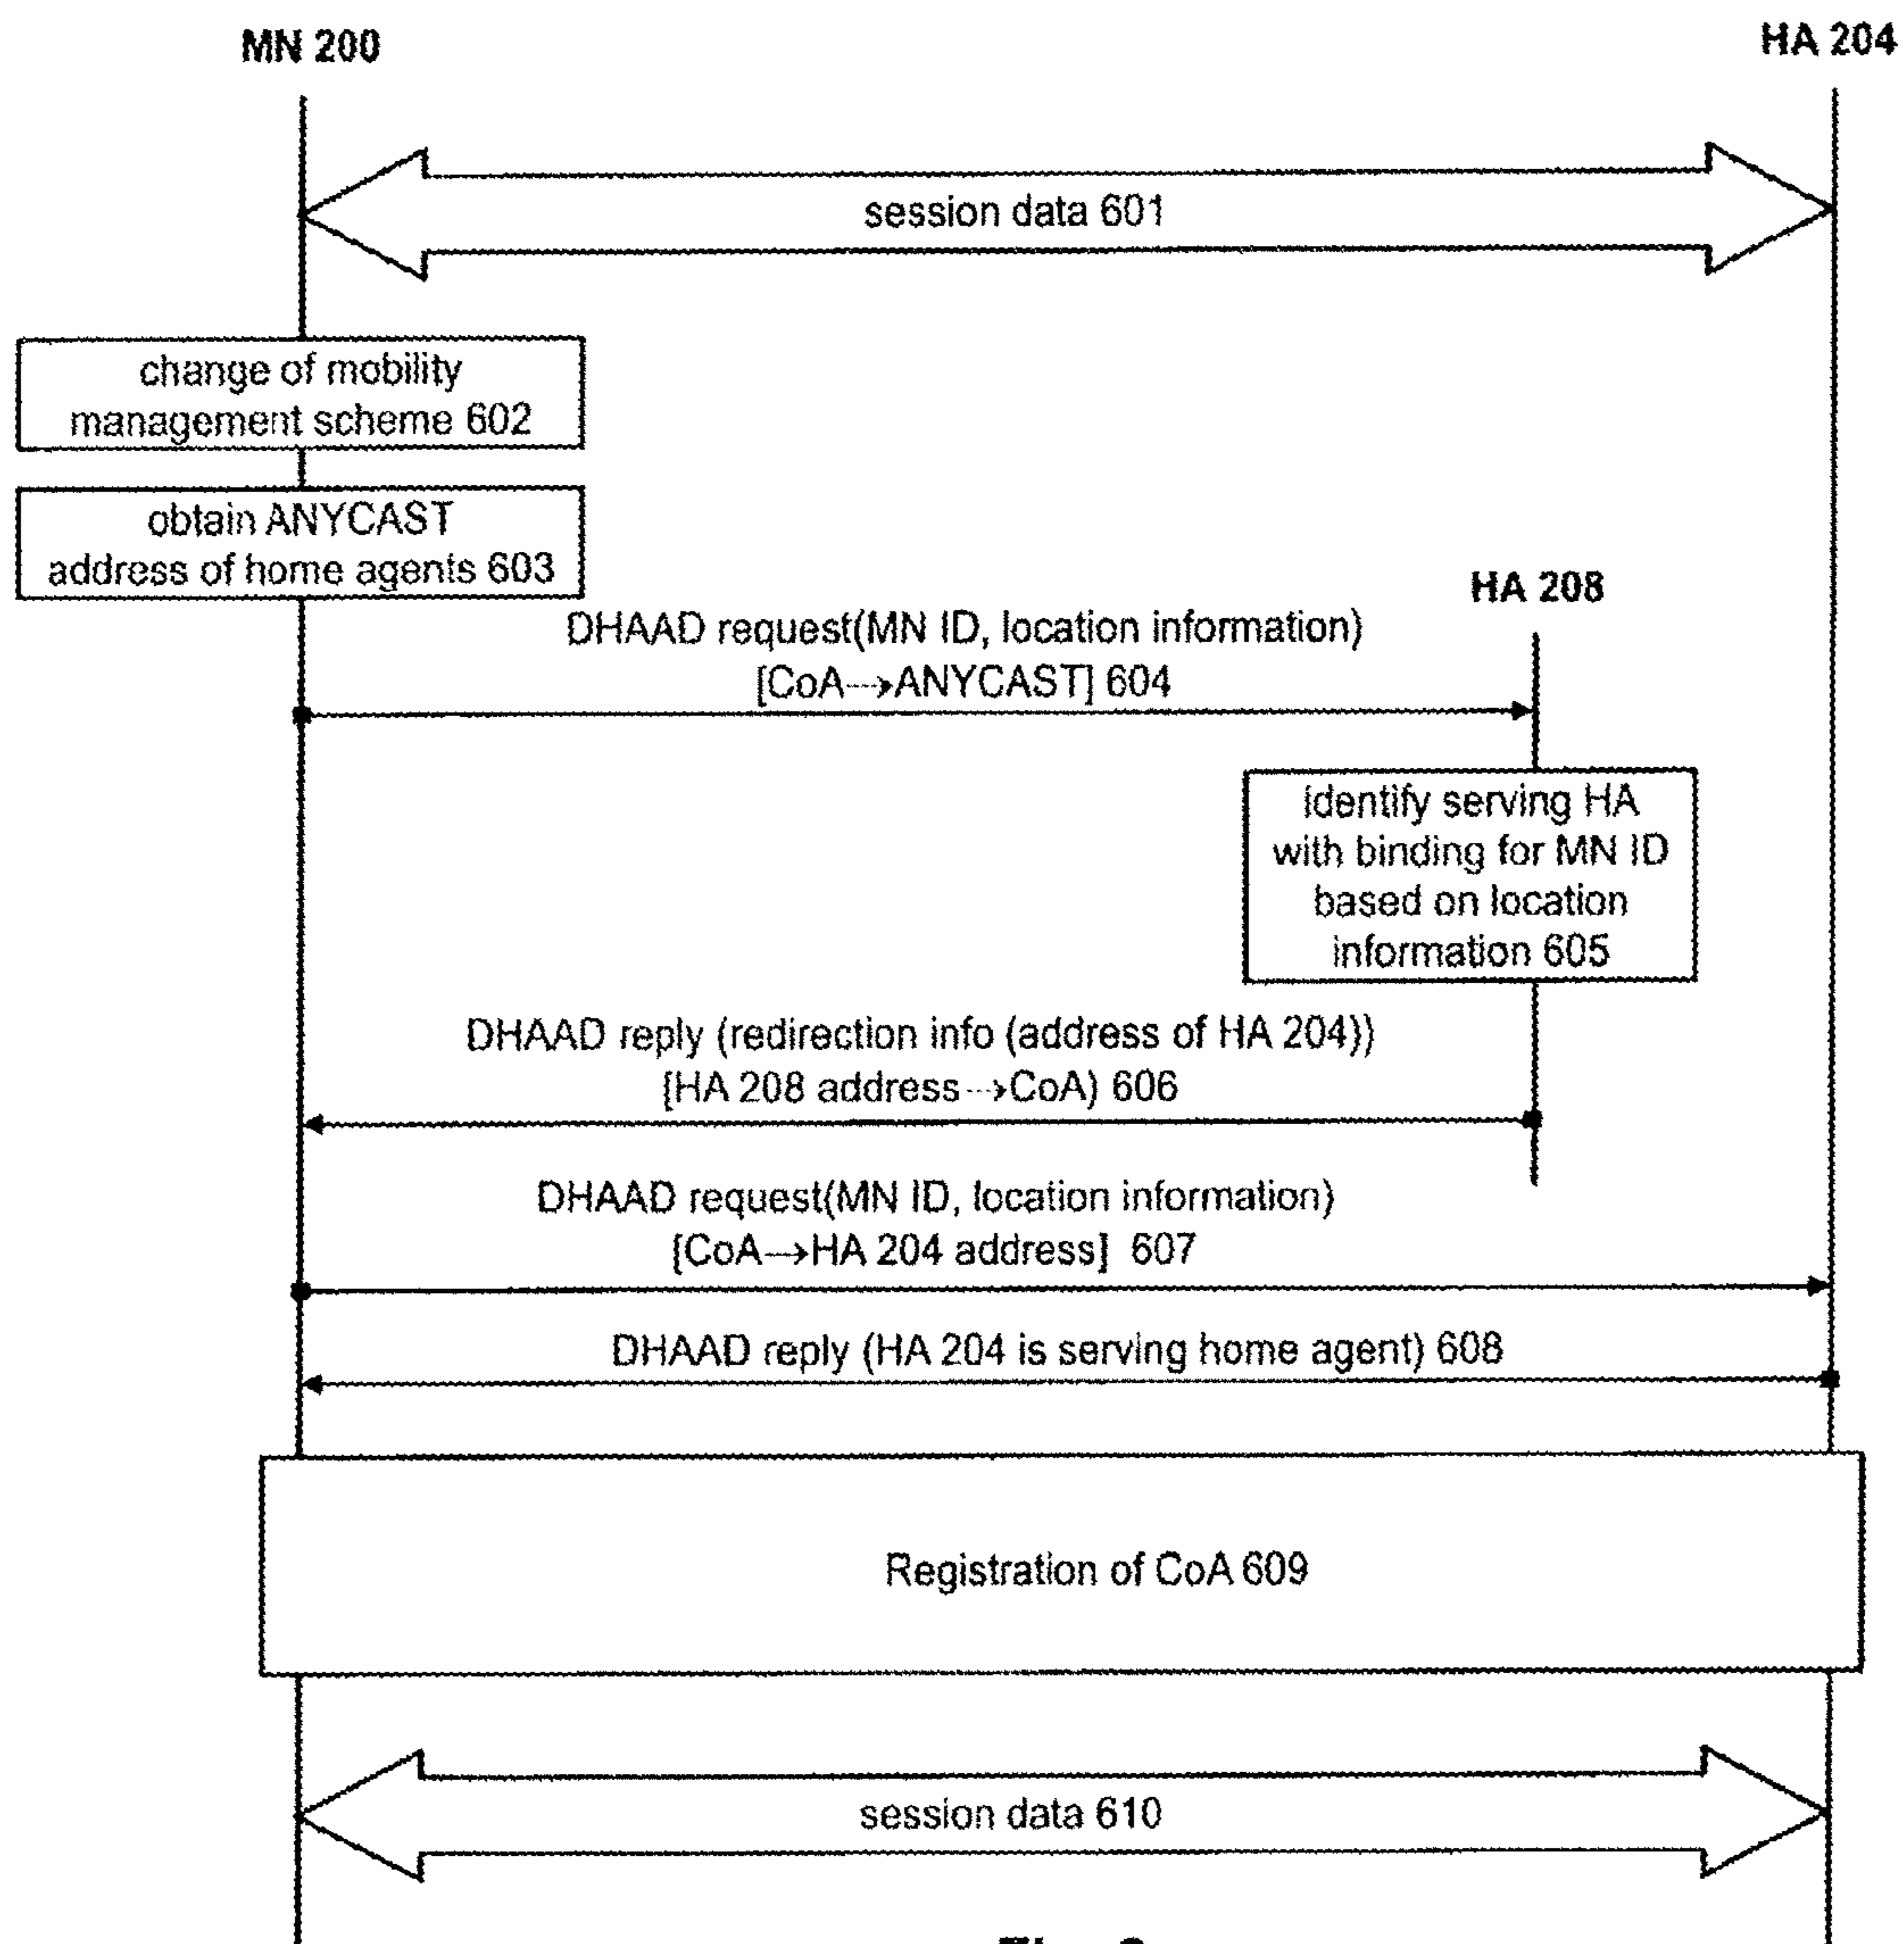 MN 200
HA 204
session data 601
change of mobility
management scheme 602
obtain ANYCAST
address of home agents 603
HA 208
DHAAD request(MN ID, location information)
[CoA-->ANYCAST] 604
identify serving HA
with binding for MN ID
based on location
information 605
DHAAD reply (redirection info (address of HA 204))
[HA 208 address-->CoA) 606
DHAAD request(MN ID, location information)
[CoA→HA 204 address] 607
DHAAD reply (HA 204 is serving home agent) 608
Registration of CoA 609
session data 610